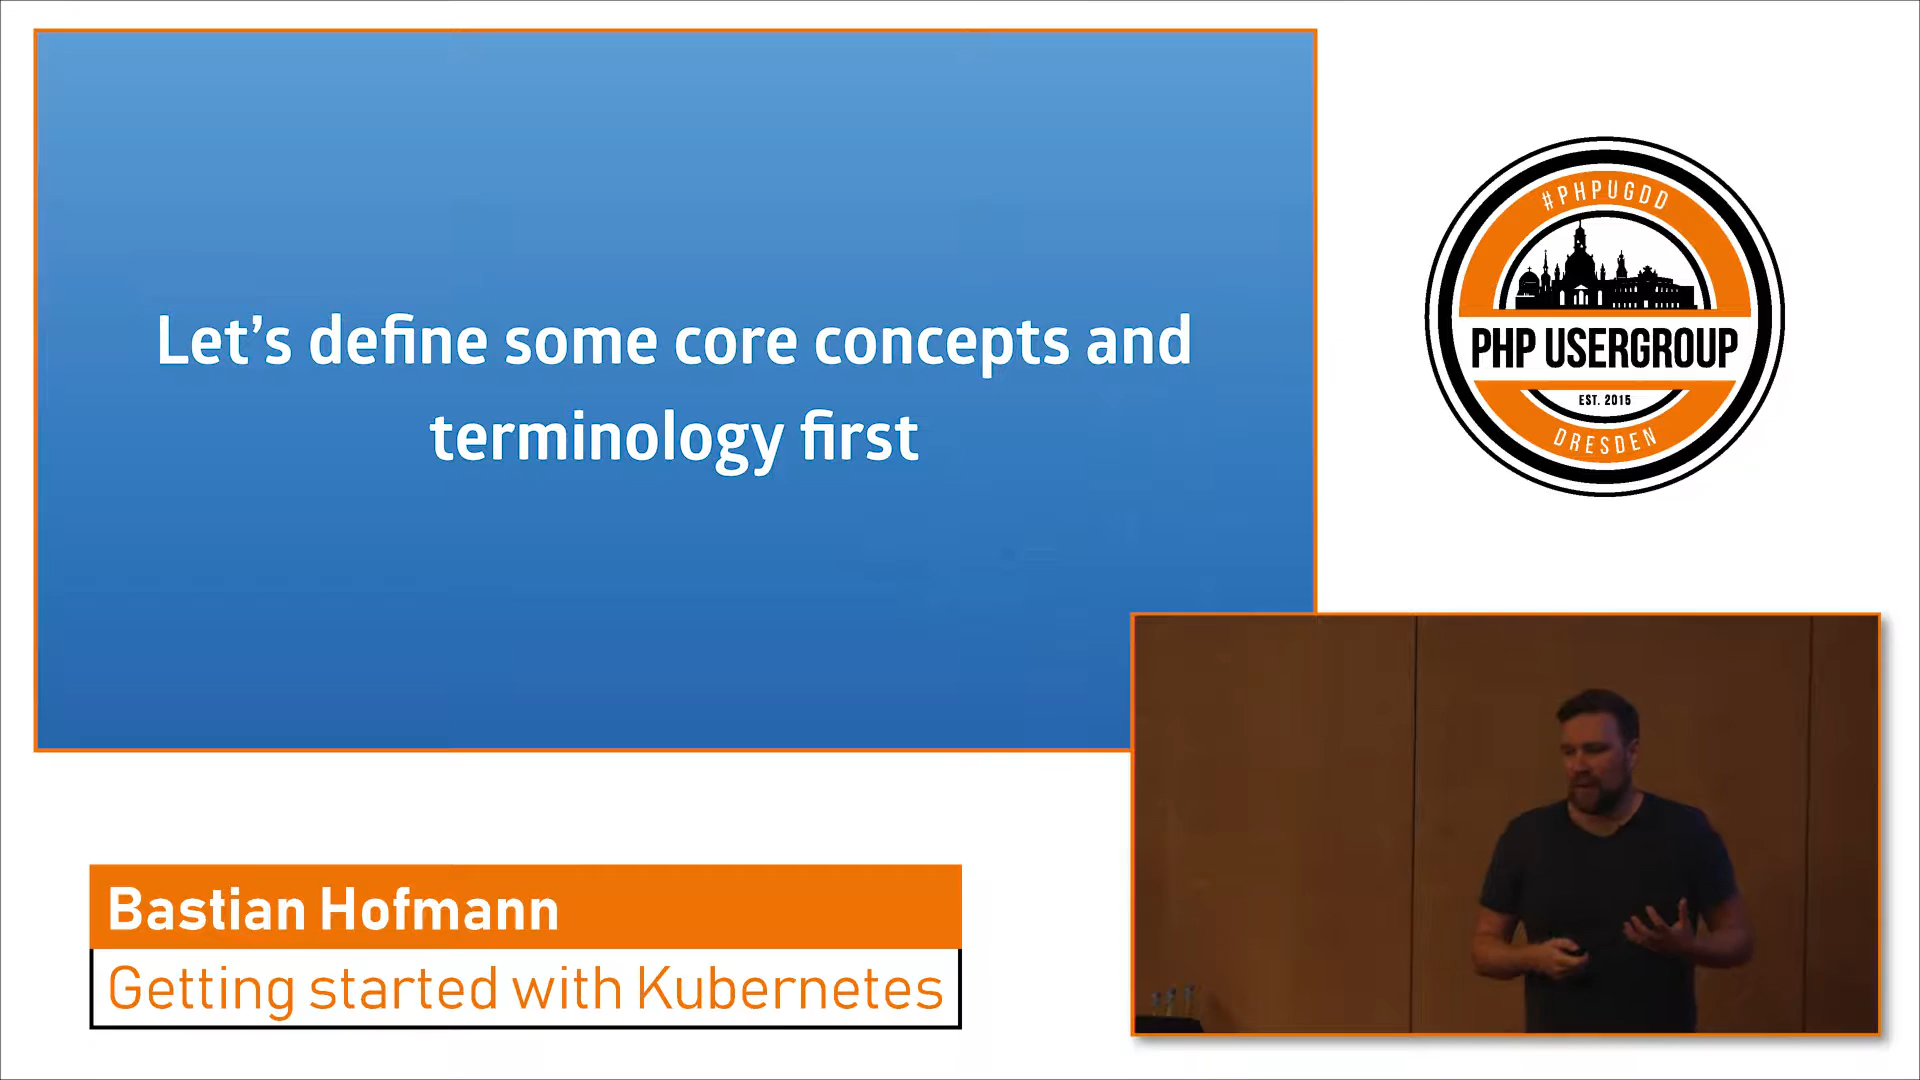 Let’s define some core concepts and
terminology first
#PHPUGDD
PHP USERGROUP
EST. 2015
DRESDEN
Bastian Hofmann
Getting started with Kubernetes